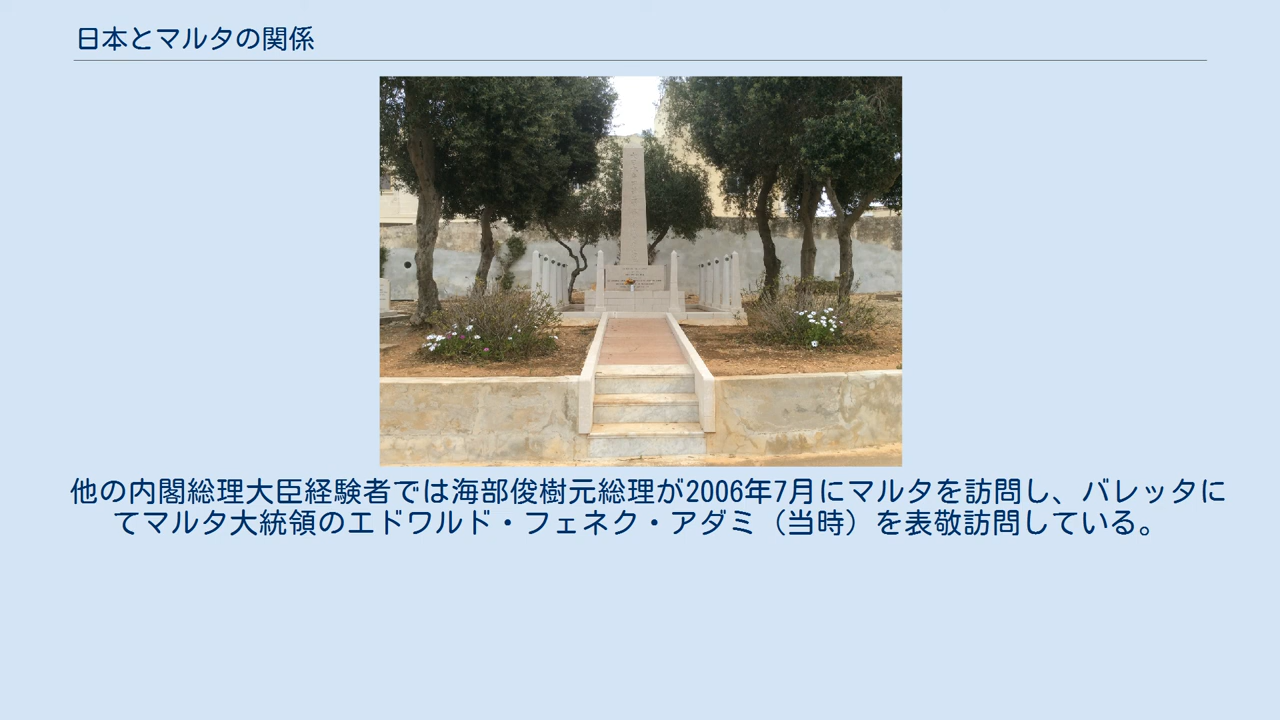 日本とマルタの関係
他の内閣総理大臣経験者では海部俊樹元総理が2006年7月にマルタを訪問し、バレッタに
てマルタ大統領のエドワルド・フェネク・アダミ（当時）を表敬訪問している。